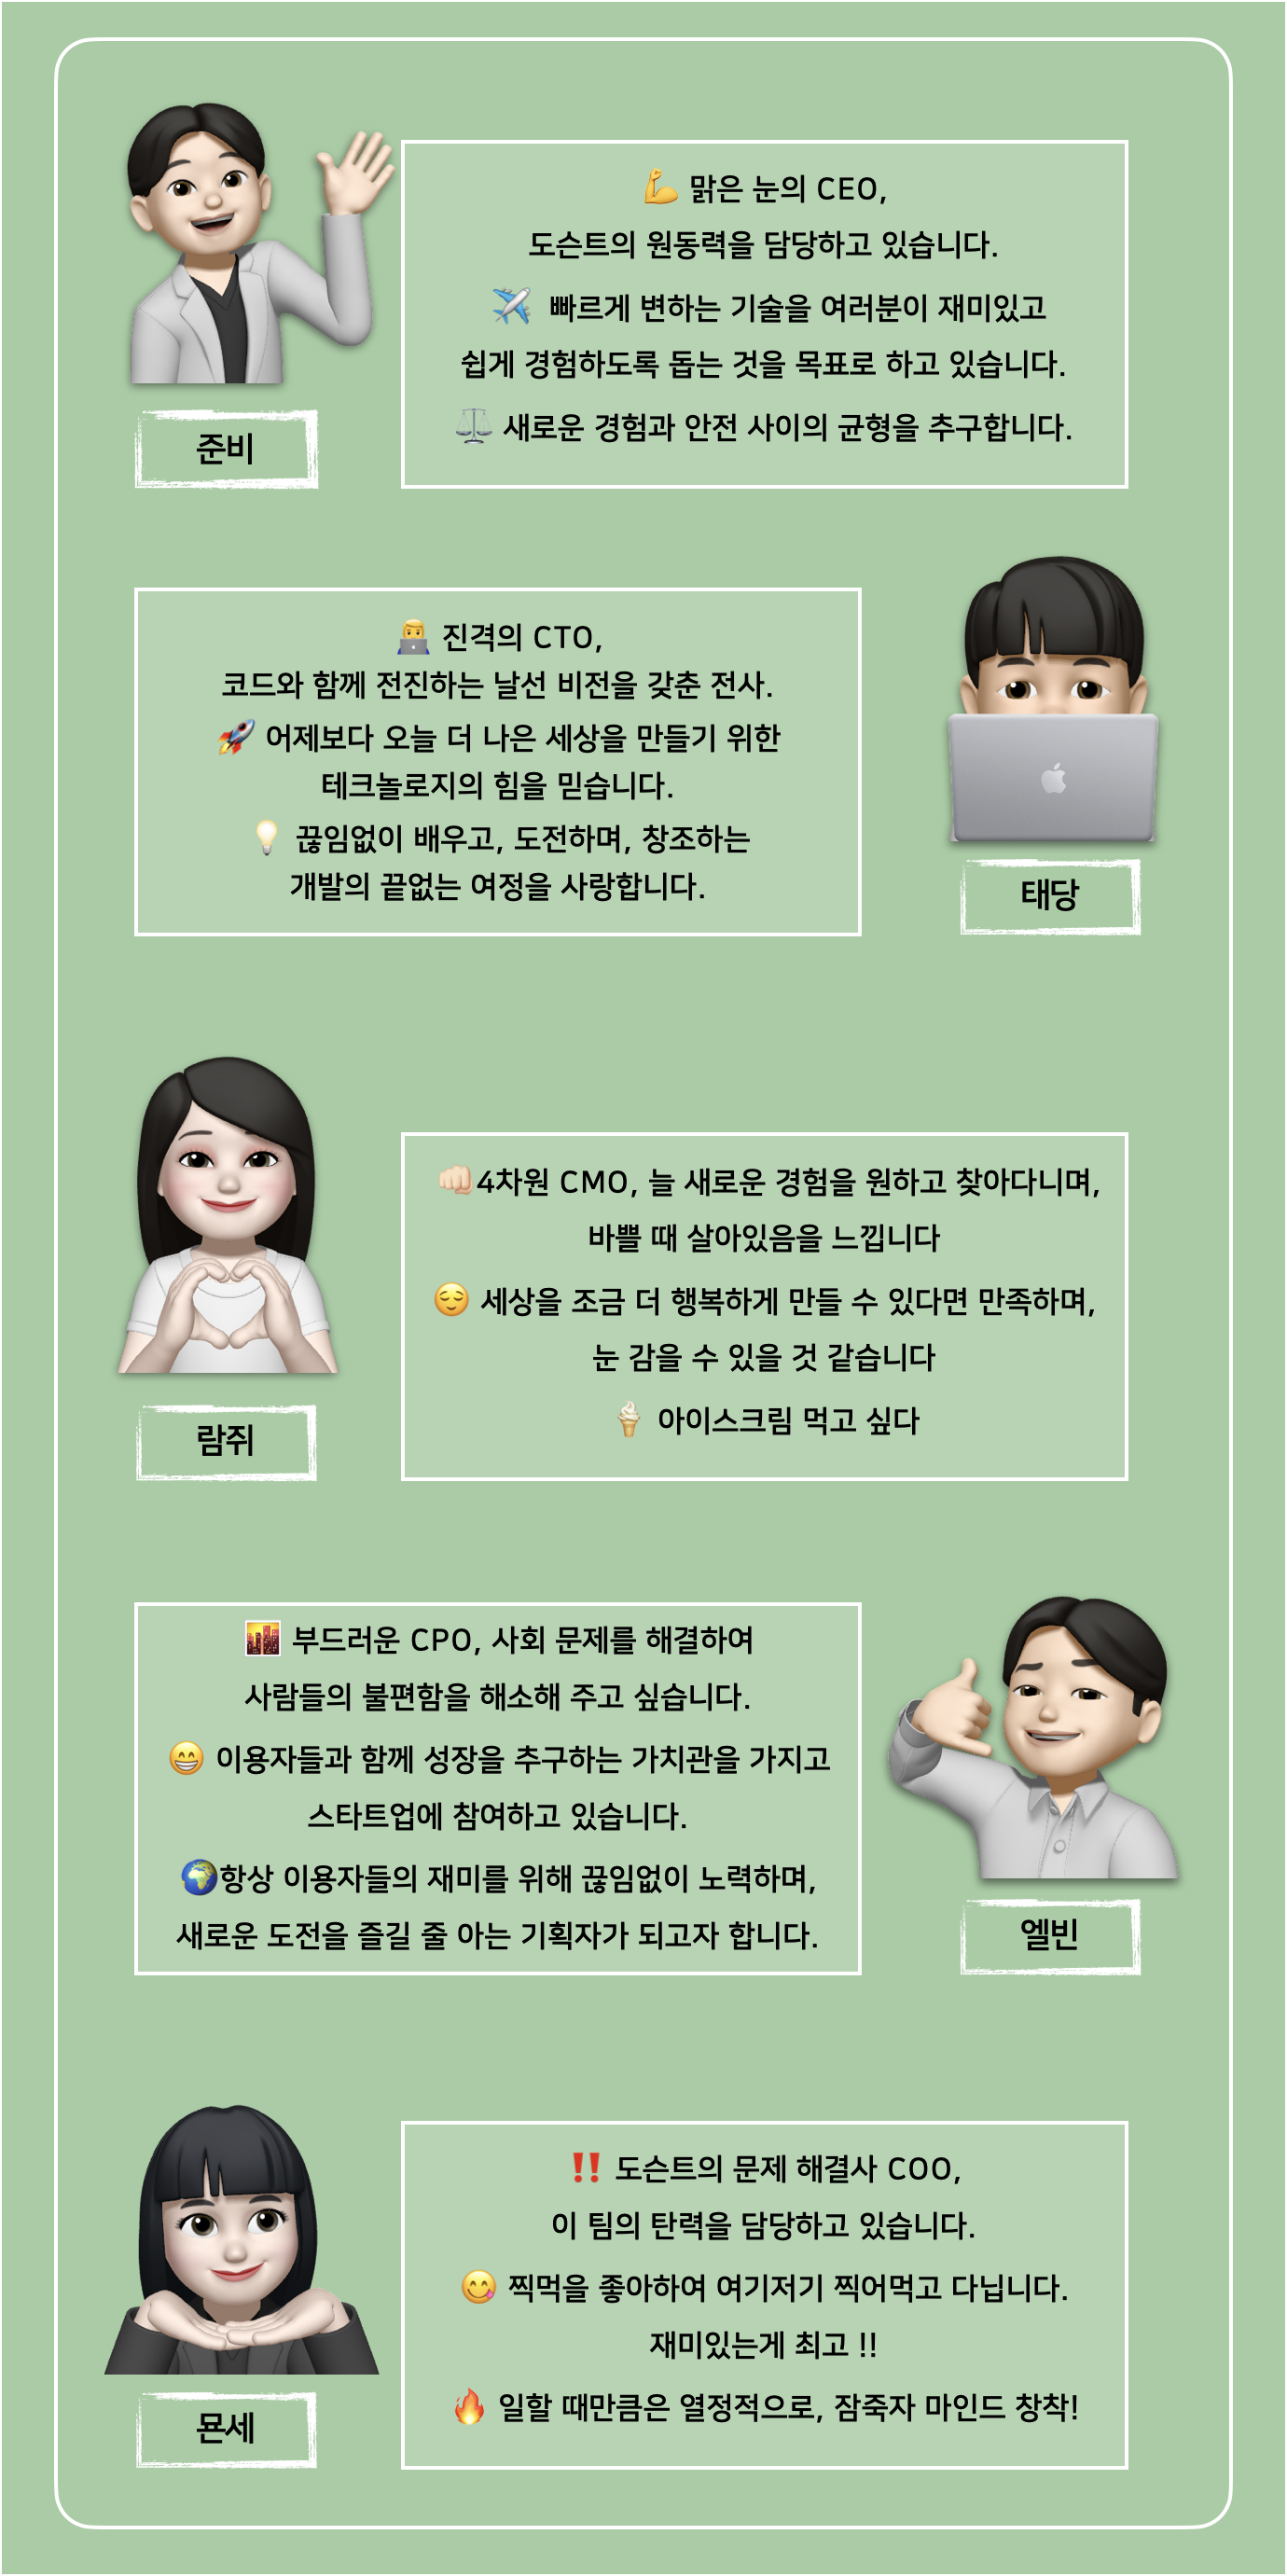 💪 맑은 눈의 CEO,
도슨트의 원동력을 담당하고 있습니다.
✈️ 빠르게 변하는 기술을 여러분이 재미있고
쉽게 경험하도록 돕는 것을 목표로 하고 있습니다.
⚖️ 새로운 경험과 안전 사이의 균형을 추구합니다.
준비
👨‍💻 진격의 CTO,
코드와 함께 전진하는 날선 비전을 갖춘 전사.
🚀 어제보다 오늘 더 나은 세상을 만들기 위한
테크놀로지의 힘을 믿습니다.
💡 끊임없이 배우고, 도전하며, 창조하는
개발의 끝없는 여정을 사랑합니다.
태당
👊🏻4차원 CMO, 늘 새로운 경험을 원하고 찾아다니며,
바쁠 때 살아있음을 느낍니다
😌 세상을 조금 더 행복하게 만들 수 있다면 만족하며,
눈 감을 수 있을 것 같습니다
🍦 아이스크림 먹고 싶다
람쥐
🌇 부드러운 CPO, 사회 문제를 해결하여
사람들의 불편함을 해소해 주고 싶습니다.
😁 이용자들과 함께 성장을 추구하는 가치관을 가지고
스타트업에 참여하고 있습니다.
🌍항상 이용자들의 재미를 위해 끊임없이 노력하며,
새로운 도전을 즐길 줄 아는 기획자가 되고자 합니다.
엘빈
‼️ 도슨트의 문제 해결사 COO,
이 팀의 탄력을 담당하고 있습니다.
😋 찍먹을 좋아하여 여기저기 찍어먹고 다닙니다.
재미있는게 최고 !!
🔥 일할 때만큼은 열정적으로, 잠죽자 마인드 창착!
묜세